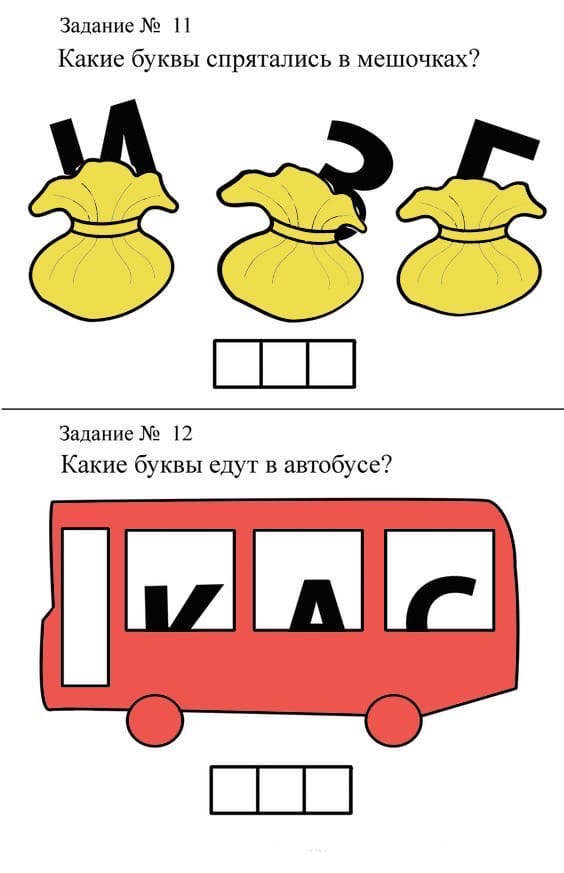 Задание № 11
Какие буквы спрятались в мешочках?
И З Г
Задание № 12
Какие буквы едут в автобусе?
К А С